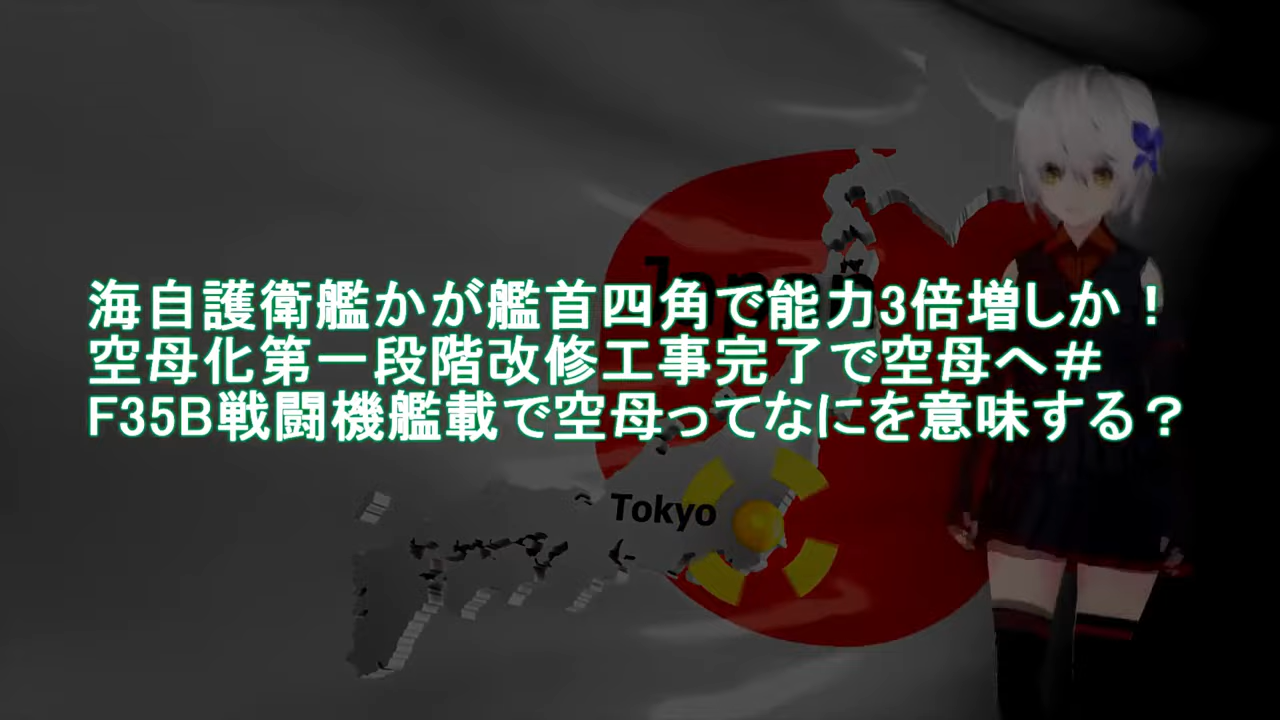 Japan
海自護衛艦かが艦首四角で能力3倍増しか！
空母化第一段階改修工事完了で空母へ＃
F35B戦闘機艦載で空母ってなにを意味する？
Tokyo